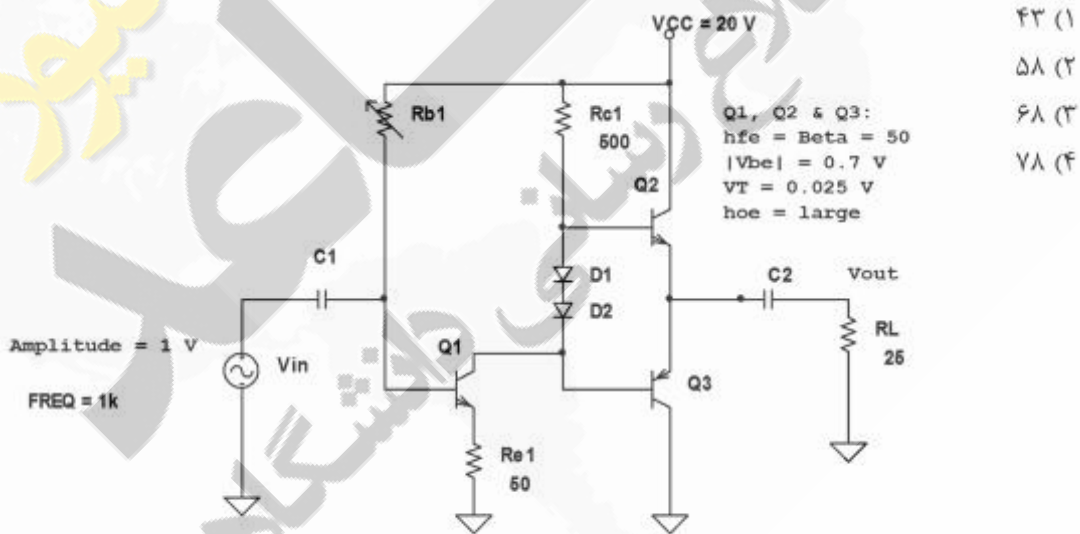 VCC = 20 V
۱) ۴۳
۲) ۵۸
۳) ۶۸
۴) ۷۸
Rb1
Rc1
500
Q1, Q2 & Q3:
hfe = Beta = 50
|Vbe| = 0.7 V
VT = 0.025 V
hoe = large
Q2
C1
D1
D2
C2
Vout
Amplitude = 1 V
Vin
Q1
RL
25
FREQ = 1k
Q3
Re1
50